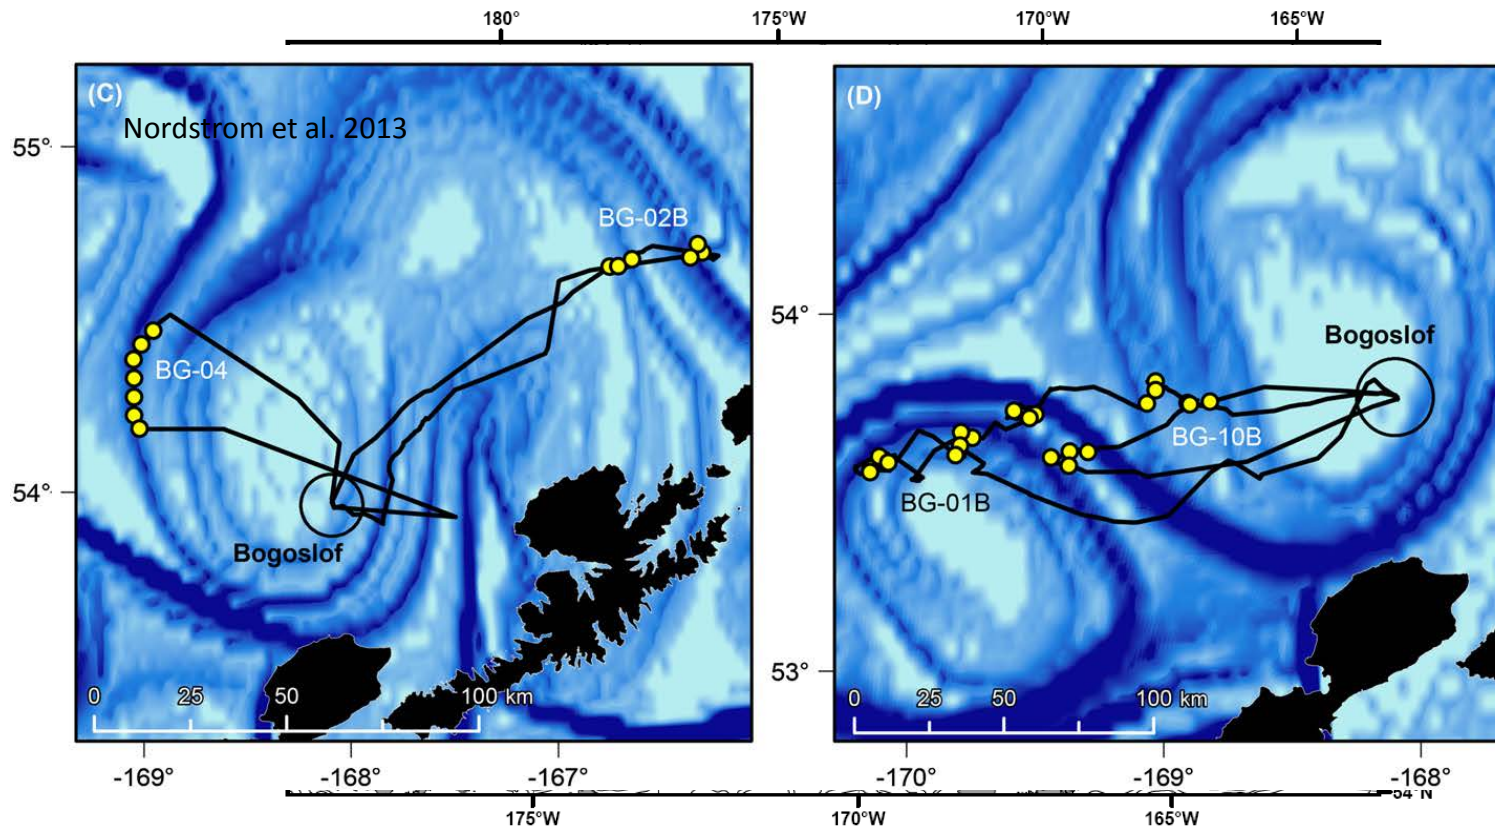 180° 175°W 170°W 165°W
(C) (D)
Nordstrom et al. 2013
55°
BG-02B
54°
BG-04
Bogoslof
BG-10B
54°
BG-01B
Bogoslof
53°
0 25 50 100 km 0 25 50 100 km
-169° -168° -167° -170° -169° -168°
54°N
175°W 170°W 165°W